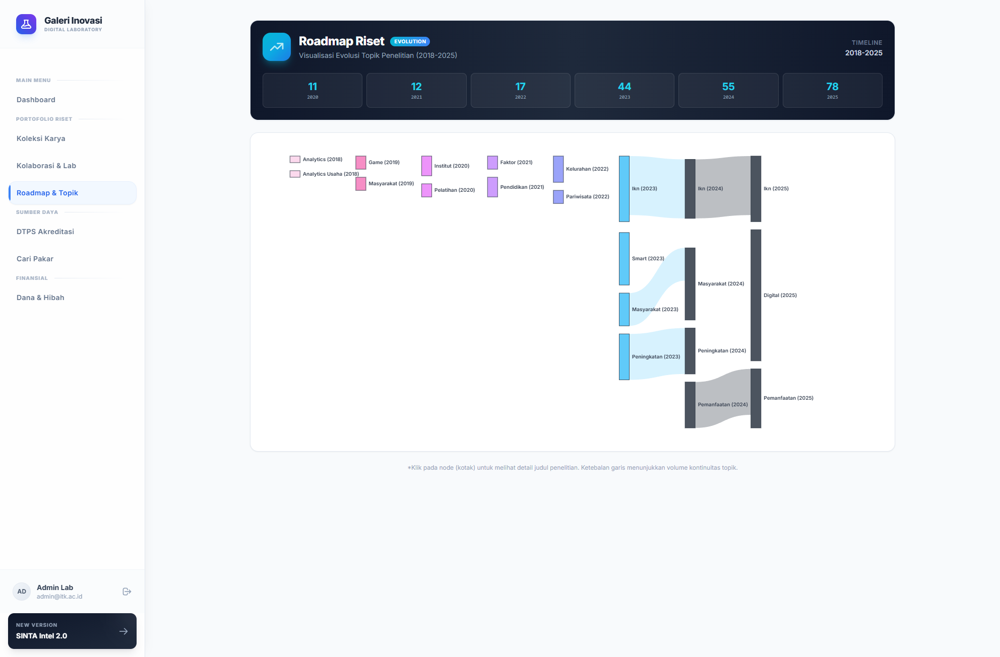 Galeri Inovasi
DIGITAL LABORATORY
MAIN MENU
Dashboard
PORTOFOLIO RISET
Koleksi Karya
Kolaborasi & Lab
Roadmap & Topik
SUMBER DAYA
DTPS Akreditasi
Cari Pakar
FINANSIAL
Dana & Hibah
AD
Admin Lab
admin@itk.ac.id
NEW VERSION
SINTA Intel 2.0
Roadmap Riset
EVOLUTION
Visualisasi Evolusi Topik Penelitian (2018-2025)
TIMELINE
2018-2025
11
2020
12
2021
17
2022
44
2023
55
2024
78
2025
Analytics (2018)
Analytics Usaha (2018)
Game (2019)
Masyarakat (2019)
Institut (2020)
Pelatihan (2020)
Faktor (2021)
Pendidikan (2021)
Kelurahan (2022)
Pariwisata (2022)
Ikn (2023)
Smart (2023)
Masyarakat (2023)
Peningkatan (2023)
Ikn (2024)
Masyarakat (2024)
Peningkatan (2024)
Pemanfaatan (2024)
Ikn (2025)
Digital (2025)
Pemanfaatan (2025)
*Klik pada node (kotak) untuk melihat detail judul penelitian. Ketebalan garis menunjukkan volume kontinuitas topik.